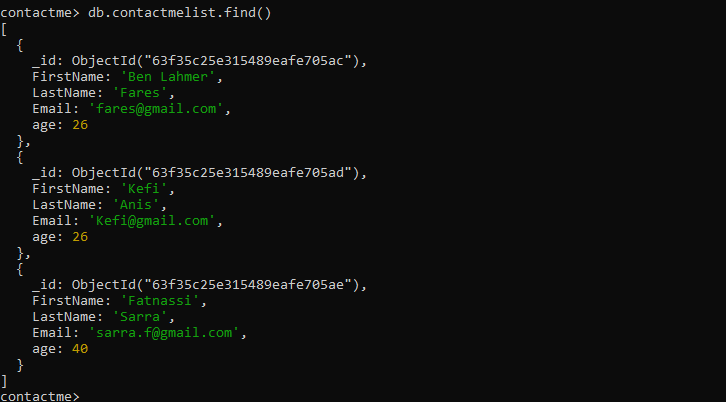 contactme> db.contactmelist.find()
[
  {
    _id: ObjectId("63f35c25e315489eafe705ac"),
    FirstName: 'Ben Lahmer',
    LastName: 'Fares',
    Email: 'fares@gmail.com',
    age: 26
  },
  {
    _id: ObjectId("63f35c25e315489eafe705ad"),
    FirstName: 'Kefi',
    LastName: 'Anis',
    Email: 'Kefi@gmail.com',
    age: 26
  },
  {
    _id: ObjectId("63f35c25e315489eafe705ae"),
    FirstName: 'Fatnassi',
    LastName: 'Sarra',
    Email: 'sarra.f@gmail.com',
    age: 40
  }
]
contactme>